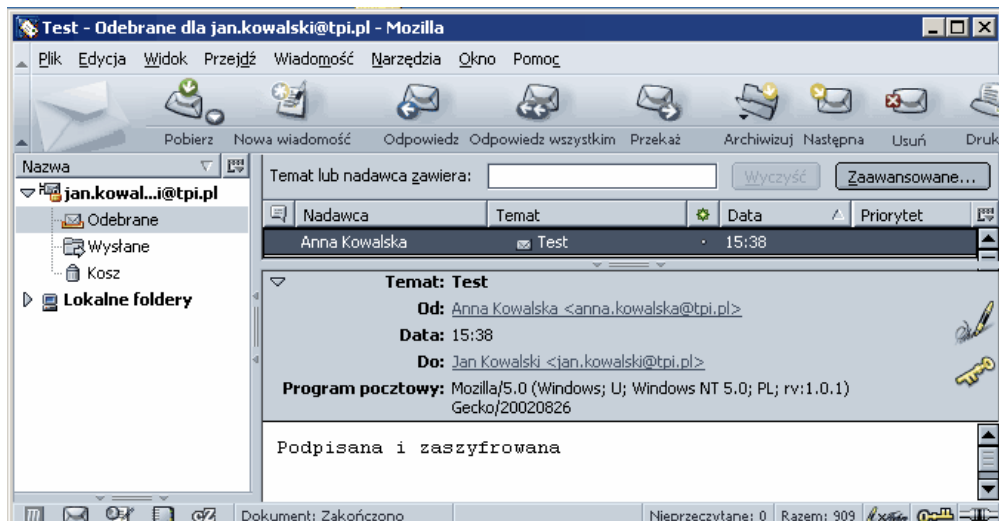 Test - Odebrane dla jan.kowalski@tpi.pl - Mozilla
Plik Edycja Widok Przejdź Wiadomość Narzędzia Okno Pomoc
Pobierz Nowa wiadomość Odpowiedz Odpowiedz wszystkim Przekaż Archiwizuj Następna Usuń Druk
Nazwa
jan.kowal...i@tpi.pl
Odebrane
Wysłane
Kosz
Lokalne foldery
Temat lub nadawca zawiera: Wyczyść Zaawansowane...
Nadawca Temat Data Priorytet
Anna Kowalska Test 15:38
Temat: Test
Od: Anna Kowalska <anna.kowalska@tpi.pl>
Data: 15:38
Do: Jan Kowalski <jan.kowalski@tpi.pl>
Program pocztowy: Mozilla/5.0 (Windows; U; Windows NT 5.0; PL; rv:1.0.1)
Gecko/20020826
Podpisana i zaszyfrowana
Dokument: Zakończono Nieprzeczytane: 0 Razem: 909